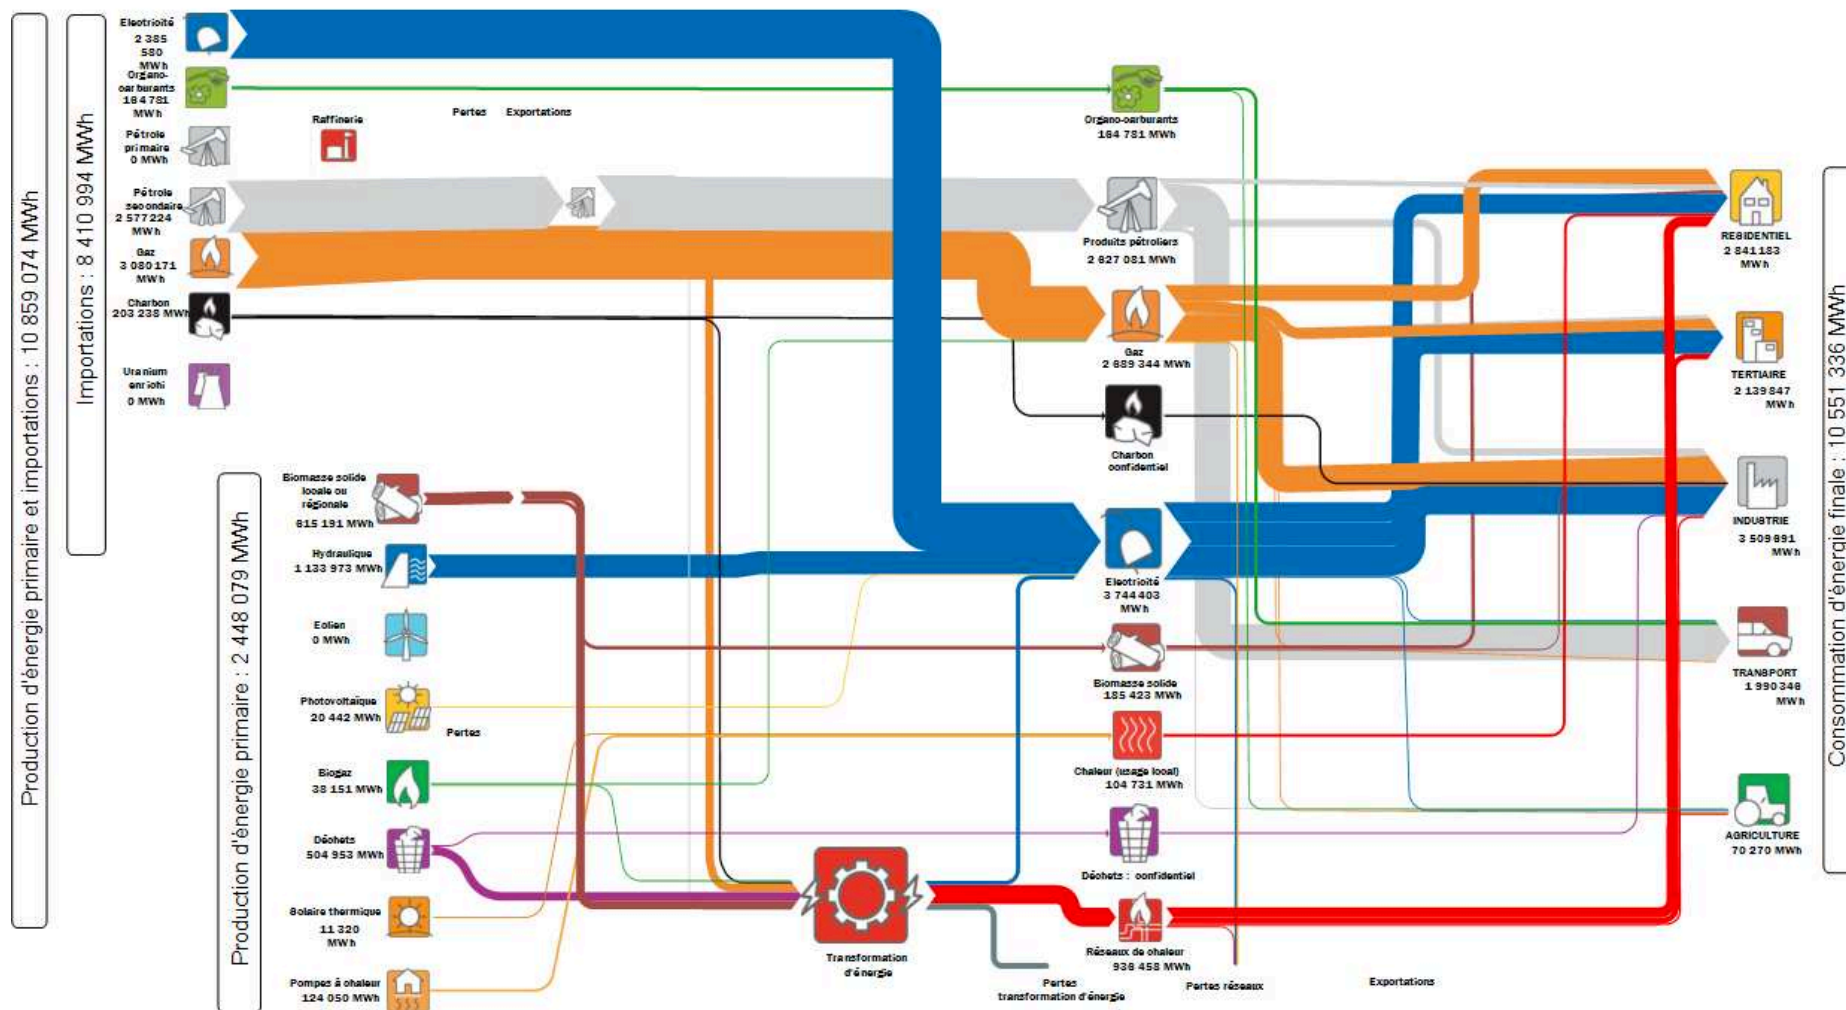 Production d'énergie primaire et importations : 10 859 074 MWh
Importations : 8 410 994 MWh
Electricité
2 385
580
MWh
Organo-
carburants
164 781
MWh
Pétrole
primaire
0 MWh
Pétrole
secondaire
2 577 224
MWh
Gaz
3 080 171
MWh
Charbon
203 238 MWh
Uranium
enrichi
0 MWh
Raffinerie
Pertes
Exportations
Production d'énergie primaire : 2 448 079 MWh
Biomasse solide
locale ou
régionale
615 191 MWh
Hydraulique
1 133 973 MWh
Eolien
0 MWh
Photovoltaïque
20 442 MWh
Pertes
Biogaz
38 151 MWh
Déchets
504 953 MWh
Solaire thermique
11 320
MWh
Pompes à chaleur
124 050 MWh
Transformation
d'énergie
Organo-carburants
164 781 MWh
Produits pétroliers
2 627 081 MWh
Gaz
2 689 344 MWh
Charbon
confidentiel
Electricité
3 744 403
MWh
Biomasse solide
185 423 MWh
Chaleur (usage local)
104 731 MWh
Déchets : confidentiel
Réseaux de chaleur
936 458 MWh
Pertes
transformation d'énergie
Pertes réseaux
Exportations
RESIDENTIEL
2 841 183
MWh
TERTIAIRE
2 139 847
MWh
INDUSTRIE
3 509 691
MWh
TRANSPORT
1 990 346
MWh
AGRICULTURE
70 270 MWh
Consommation d'énergie finale : 10 551 336 MWh